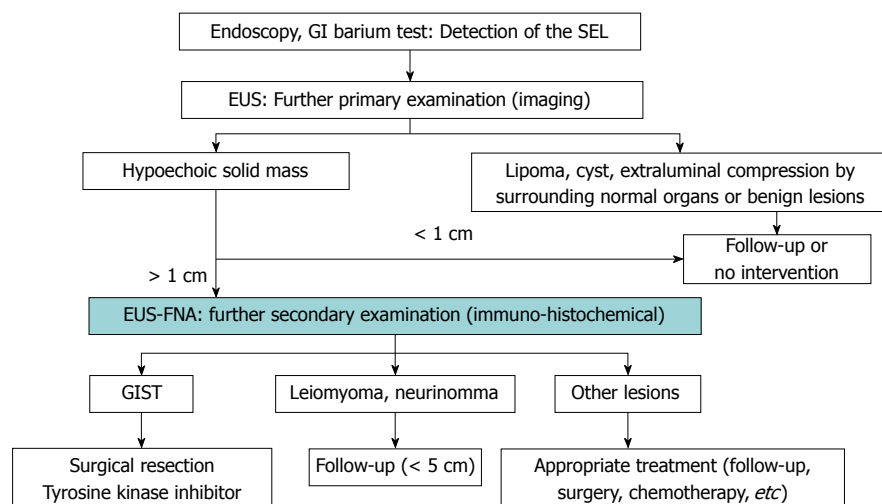 Endoscopy, GI barium test: Detection of the SEL
EUS: Further primary examination (imaging)
Hypoechoic solid mass
Lipoma, cyst, extraluminal compression by
surrounding normal organs or benign lesions
< 1 cm
Follow-up or
no intervention
> 1 cm
EUS-FNA: further secondary examination (immuno-histochemical)
GIST
Leiomyoma, neurinomma
Other lesions
Surgical resection
Tyrosine kinase inhibitor
Follow-up (< 5 cm)
Appropriate treatment (follow-up,
surgery, chemotherapy, etc)